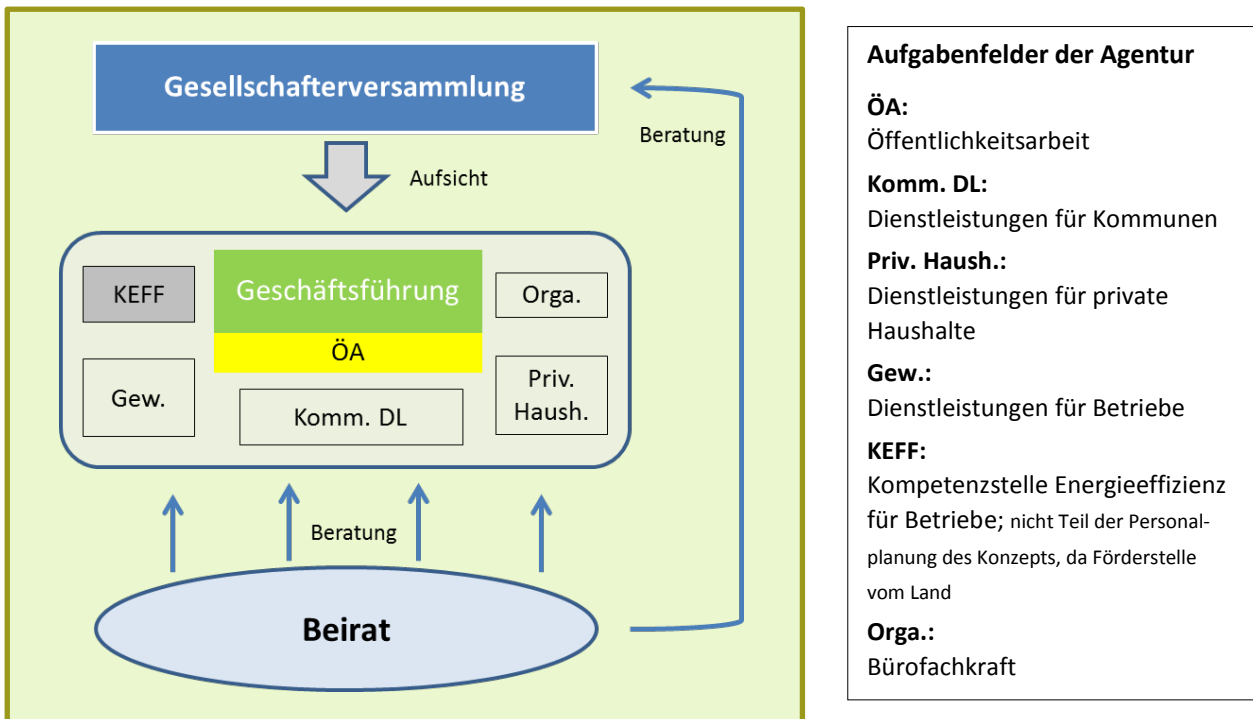 Gesellschafterversammlung
Beratung
Aufsicht
KEFF
Geschäftsführung
Orga.
ÖA
Gew.
Komm. DL
Priv.
Haush.
Beratung
Beirat
Aufgabenfelder der Agentur
ÖA:
Öffentlichkeitsarbeit
Komm. DL:
Dienstleistungen für Kommunen
Priv. Haush.:
Dienstleistungen für private
Haushalte
Gew.:
Dienstleistungen für Betriebe
KEFF:
Kompetenzstelle Energieeffizienz
für Betriebe; nicht Teil der Personal-
planung des Konzepts, da Förderstelle
vom Land
Orga.:
Bürofachkraft